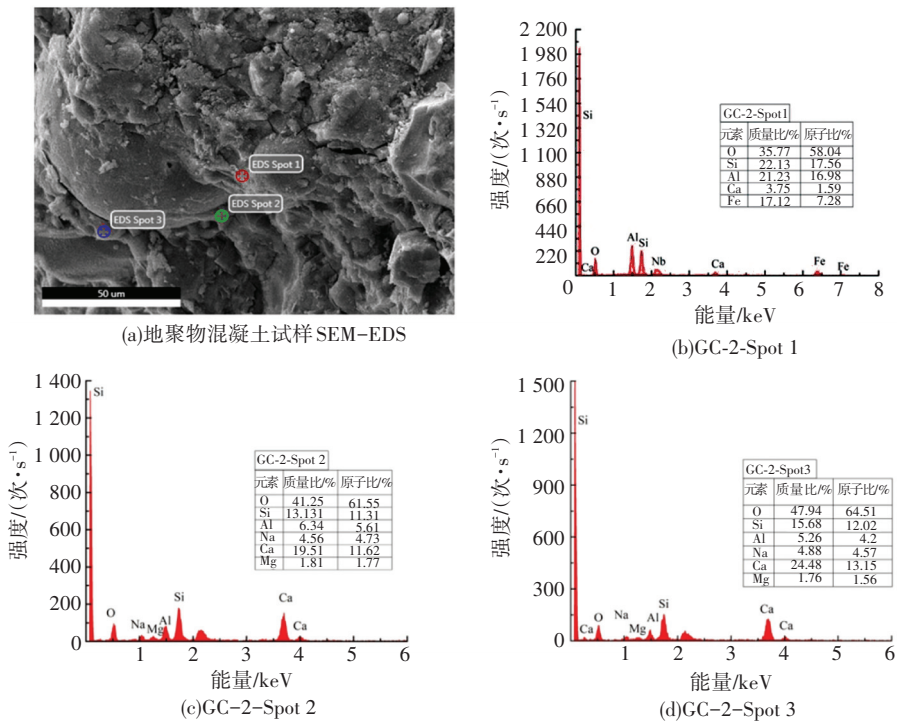 EDS Spot 1
EDS Spot 2
EDS Spot 3
50 um
(a)地聚物混凝土试样SEM-EDS
2 200
1 980
1 760
1 540
1 320
1 100
880
660
440
220
0
强度/(次·s⁻¹)
Si
Ca
O
Al
Si
Nb
Ca
Fe
Fe
GC-2-Spot1
元素 质量比/% 原子比/%
O 35.77 58.04
Si 22.13 17.56
Al 21.23 16.98
Ca 3.75 1.59
Fe 17.12 7.28
1 2 3 4 5 6 7 8
能量/keV
(b)GC-2-Spot 1
1 400
1 200
1 000
800
600
400
200
0
强度/(次·s⁻¹)
Si
O
Na
Mg
Al
Si
Ca
Ca
GC-2-Spot 2
元素 质量比/% 原子比/%
O 41.25 61.55
Si 13.131 11.31
Al 6.34 5.61
Na 4.56 4.73
Ca 19.51 11.62
Mg 1.81 1.77
1 2 3 4 5 6
能量/keV
(c)GC-2-Spot 2
1 500
1 200
900
600
300
0
强度/(次·s⁻¹)
Si
Ca
O
Na
Mg
Al
Si
Ca
Ca
GC-2-Spot3
元素 质量比/% 原子比/%
O 47.94 64.51
Si 15.68 12.02
Al 5.26 4.2
Na 4.88 4.57
Ca 24.48 13.15
Mg 1.76 1.56
1 2 3 4 5 6
能量/keV
(d)GC-2-Spot 3